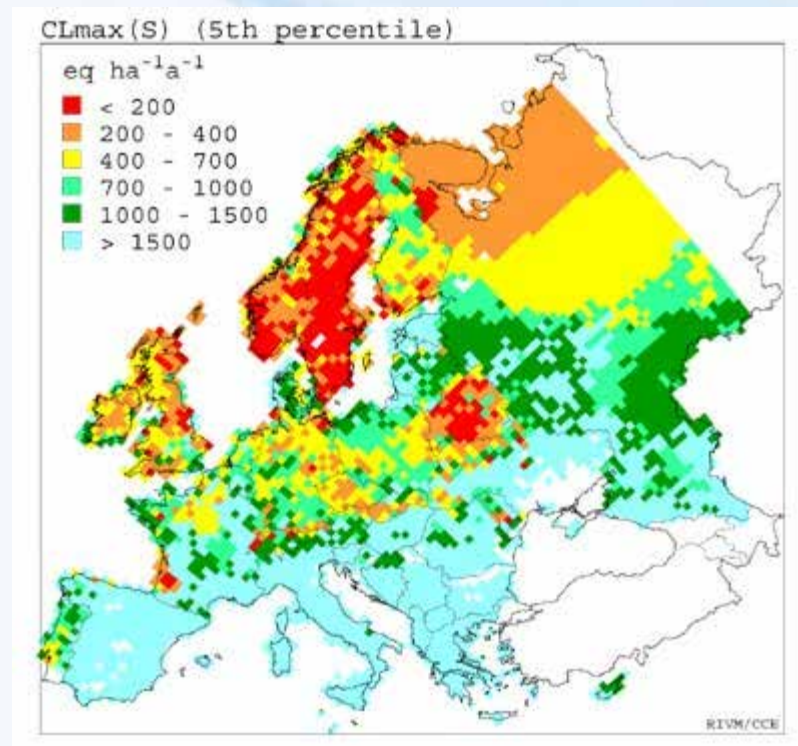 CLmax(S) (5th percentile)
eq ha⁻¹a⁻¹
< 200
200 - 400
400 - 700
700 - 1000
1000 - 1500
> 1500
RIVM/CCE